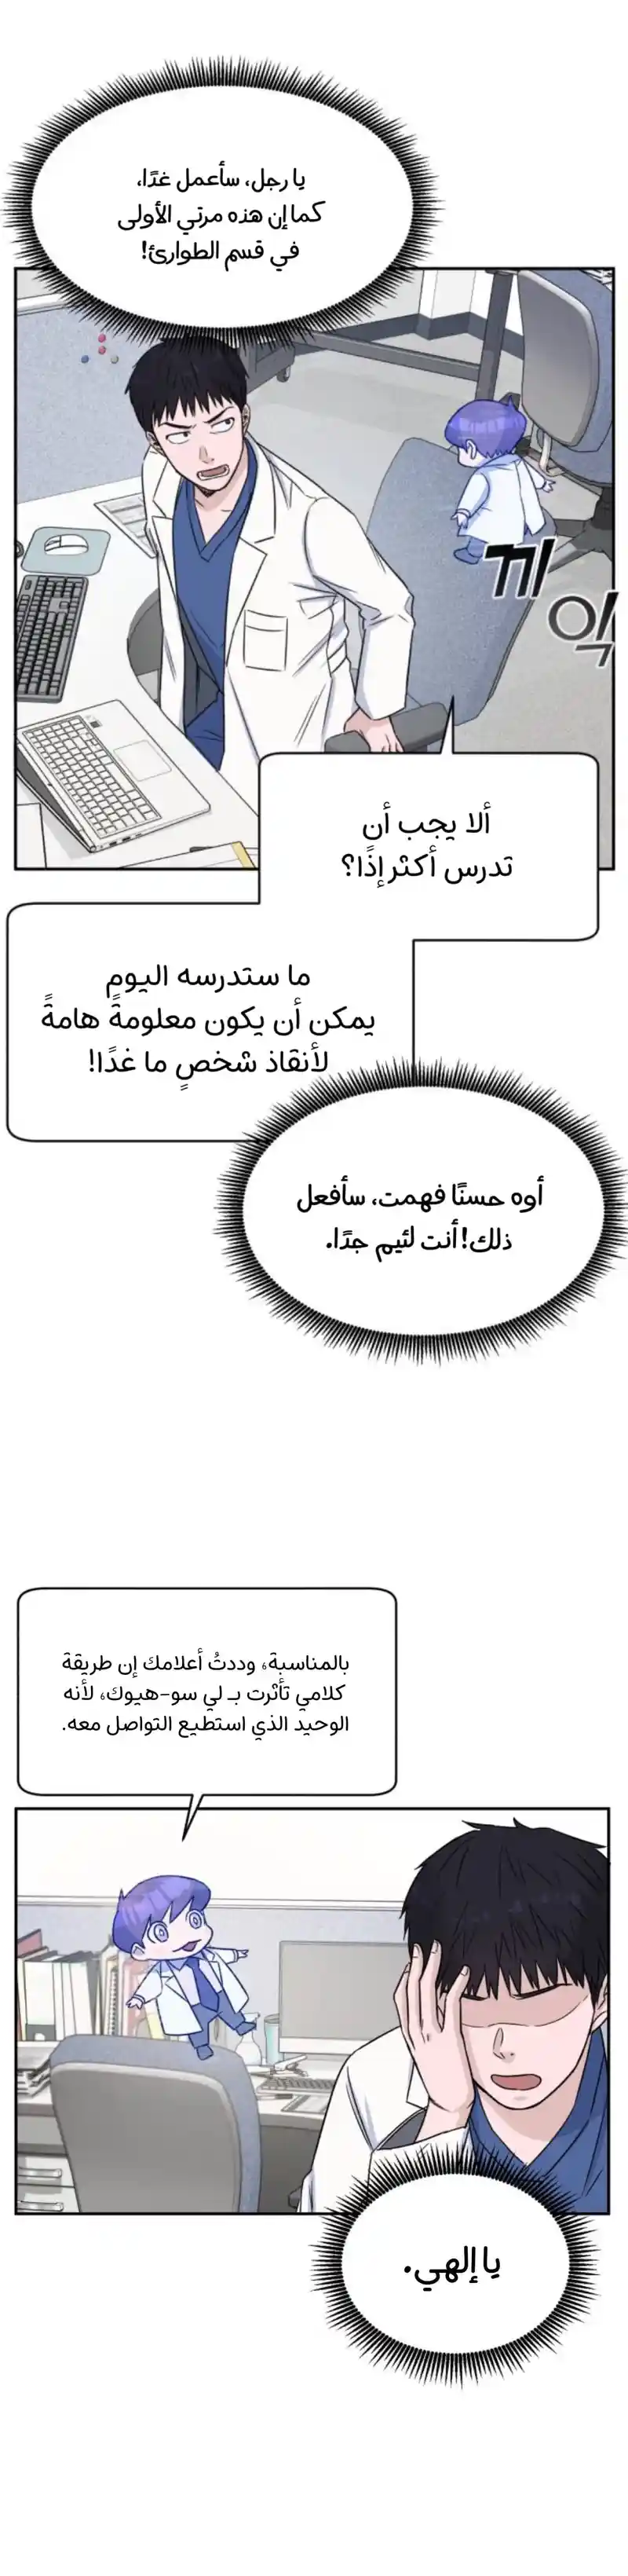 يا رجل، سأعمل غدًا،
كما إن هذه مرتي الأولى
في قسم الطوارئ!
끼
익
ألا يجب أن
تدرس أكثر إذًا؟
ما ستدرسه اليوم
يمكن أن يكون معلومةً هامةً
لأنقاذ شخصٍ ما غدًا!
أوه حسنًا فهمت، سأفعل
ذلك! أنت لئيم جدًا.
بالمناسبة، وددتُ أعلامك إن طريقة
كلامي تأثرت بـ لي سو-هيوك، لأنه
الوحيد الذي استطيع التواصل معه.
يا إلهي.